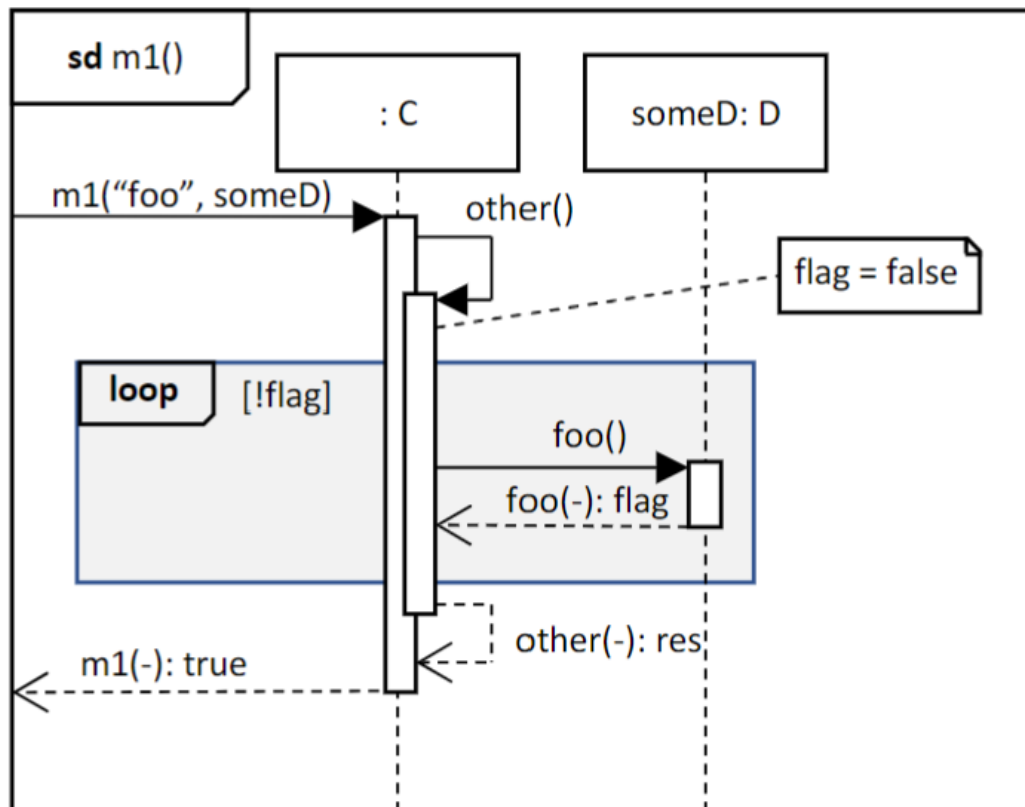 sd m1()
: C
someD: D
m1(“foo”, someD)
other()
flag = false
loop
[!flag]
foo()
foo(-): flag
other(-): res
m1(-): true